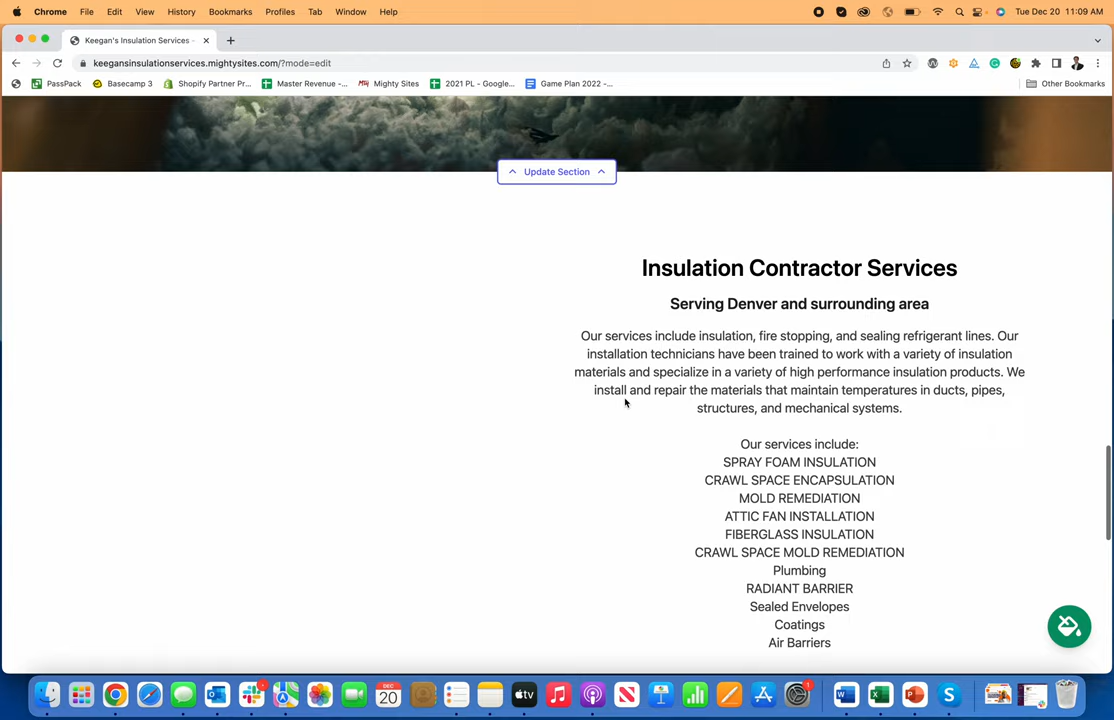 Chrome File Edit View History Bookmarks Profiles Tab Window Help Tue Dec 20 11:09 AM
Keegan's Insulation Services -
keegansinsulationservices.mightysites.com/?mode=edit
PassPack Basecamp 3 Shopify Partner Pr... Master Revenue -... Mighty Sites 2021 PL - Google... Game Plan 2022 -... Other Bookmarks
Update Section
Insulation Contractor Services
Serving Denver and surrounding area
Our services include insulation, fire stopping, and sealing refrigerant lines. Our
installation technicians have been trained to work with a variety of insulation
materials and specialize in a variety of high performance insulation products. We
install and repair the materials that maintain temperatures in ducts, pipes,
structures, and mechanical systems.
Our services include:
SPRAY FOAM INSULATION
CRAWL SPACE ENCAPSULATION
MOLD REMEDIATION
ATTIC FAN INSTALLATION
FIBERGLASS INSULATION
CRAWL SPACE MOLD REMEDIATION
Plumbing
RADIANT BARRIER
Sealed Envelopes
Coatings
Air Barriers
DEC
20
tv